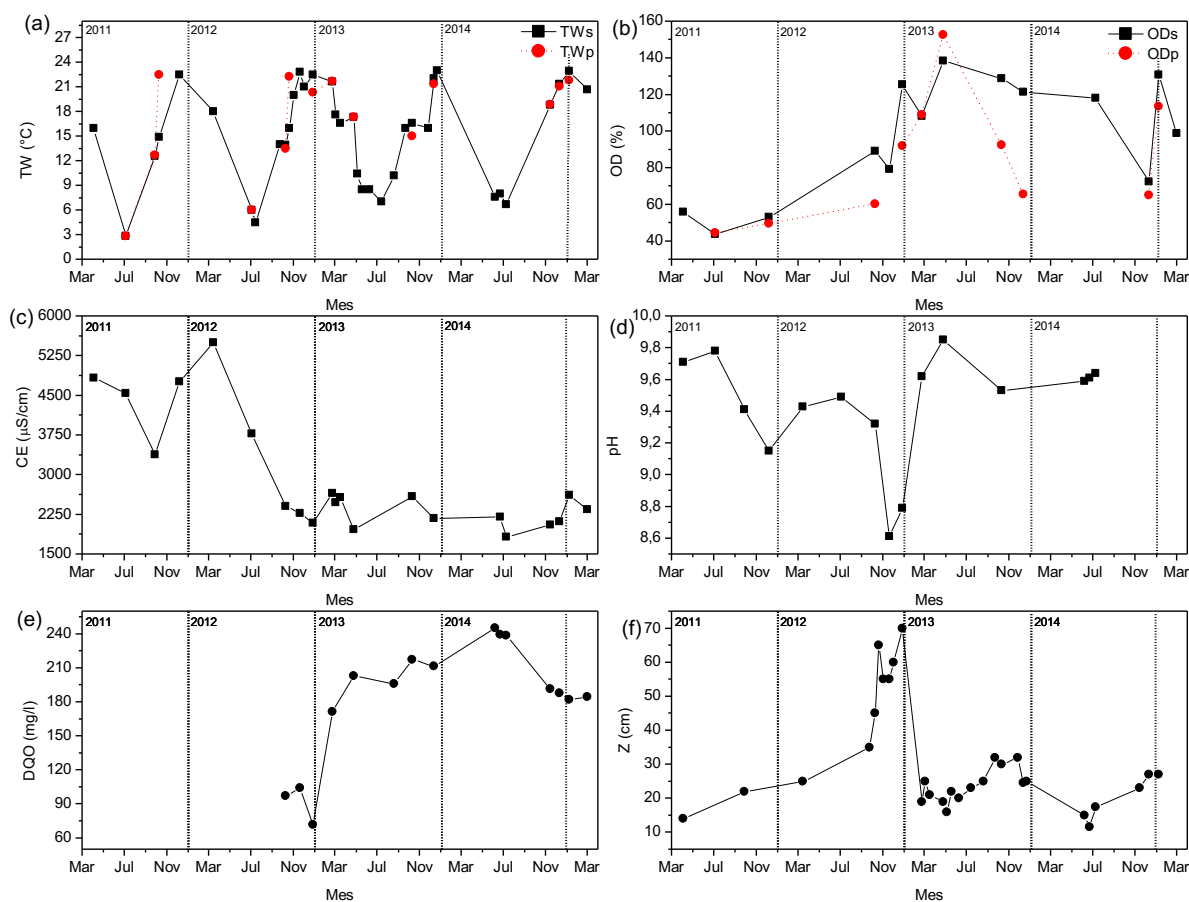 (a)
2011
2012
2013
2014
TWs
TWp
TW (°C)
27
24
21
18
15
12
9
6
3
0
Mar Jul Nov Mar Jul Nov Mar Jul Nov Mar Jul Nov Mar
Mes
(b)
2011
2012
2013
2014
ODs
ODp
OD (%)
160
140
120
100
80
60
40
Mar Jul Nov Mar Jul Nov Mar Jul Nov Mar Jul Nov Mar
Mes
(c)
2011
2012
2013
2014
CE (µS/cm)
6000
5250
4500
3750
3000
2250
1500
Mar Jul Nov Mar Jul Nov Mar Jul Nov Mar Jul Nov Mar
Mes
(d)
2011
2012
2013
2014
pH
10,0
9,8
9,6
9,4
9,2
9,0
8,8
8,6
Mar Jul Nov Mar Jul Nov Mar Jul Nov Mar Jul Nov Mar
Mes
(e)
2011
2012
2013
2014
DQO (mg/l)
240
210
180
150
120
90
60
Mar Jul Nov Mar Jul Nov Mar Jul Nov Mar Jul Nov Mar
Mes
(f)
2011
2012
2013
2014
Z (cm)
70
60
50
40
30
20
10
Mar Jul Nov Mar Jul Nov Mar Jul Nov Mar Jul Nov Mar
Mes